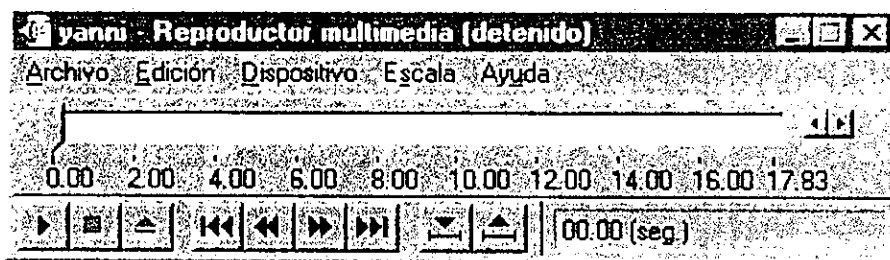 yanni - Reproductor multimedia (detenido)
Archivo Edición Dispositivo Escala Ayuda
0.00 2.00 4.00 6.00 8.00 10.00 12.00 14.00 16.00 17.83
00.00 (seg.)